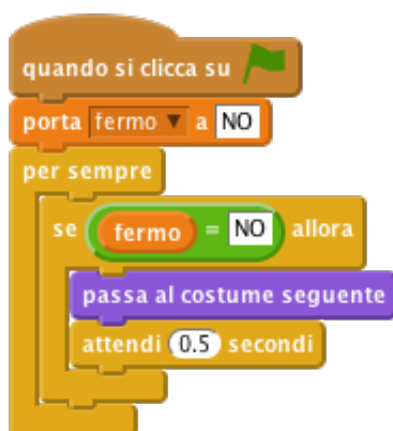 quando si clicca su
porta fermo a NO
per sempre
se fermo = NO allora
passa al costume seguente
attendi 0.5 secondi